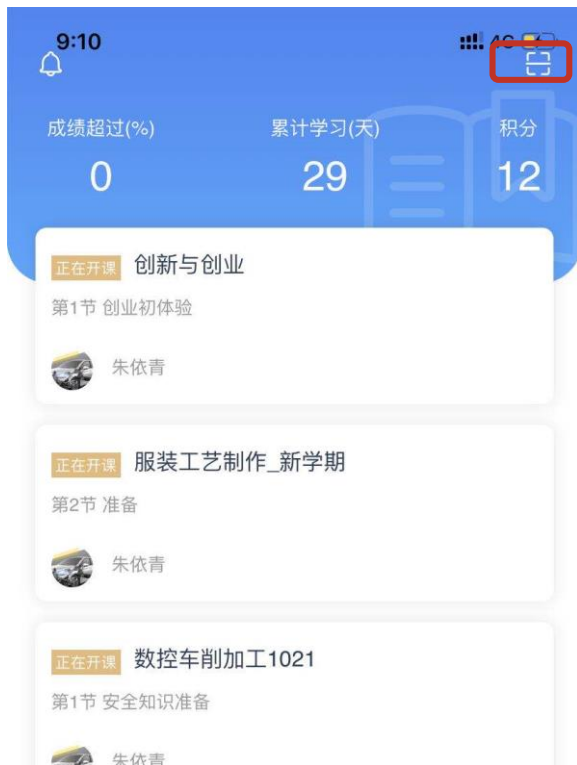 9:10
成绩超过(%) 累计学习(天) 积分
0 29 12
正在开课 创新与创业
第1节 创业初体验
朱依青
正在开课 服装工艺制作_新学期
第2节 准备
朱依青
正在开课 数控车削加工1021
第1节 安全知识准备
朱依青